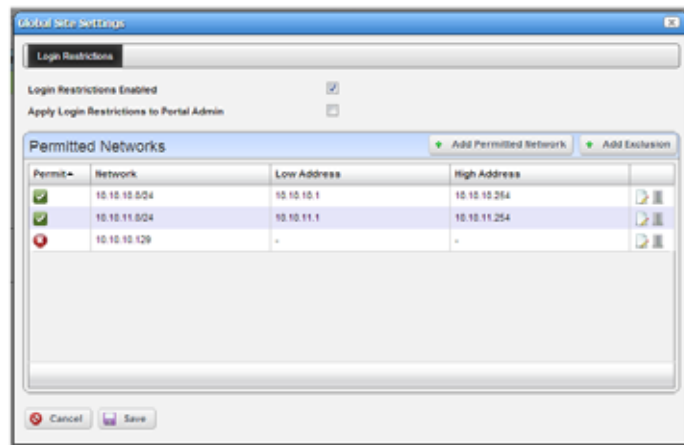 Global Site Settings
Login Restrictions
Login Restrictions Enabled
Apply Login Restrictions to Portal Admin
Permitted Networks
Add Permitted Network
Add Exclusion
Permit Network Low Address High Address
10.10.10.0/24 10.10.10.1 10.10.10.254
10.10.11.0/24 10.10.11.1 10.10.11.254
10.10.10.129 - -
Cancel
Save